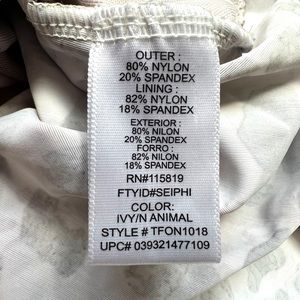 OUTER :
80% NYLON
20% SPANDEX
LINING :
82% NYLON
18% SPANDEX
EXTERIOR :
80% NILON
20% SPANDEX
FORRO :
82% NILON
18% SPANDEX
RN#115819
FTYID#SEIPHI
COLOR:
IVY/N ANIMAL
STYLE # TFON1018
UPC# 039321477109